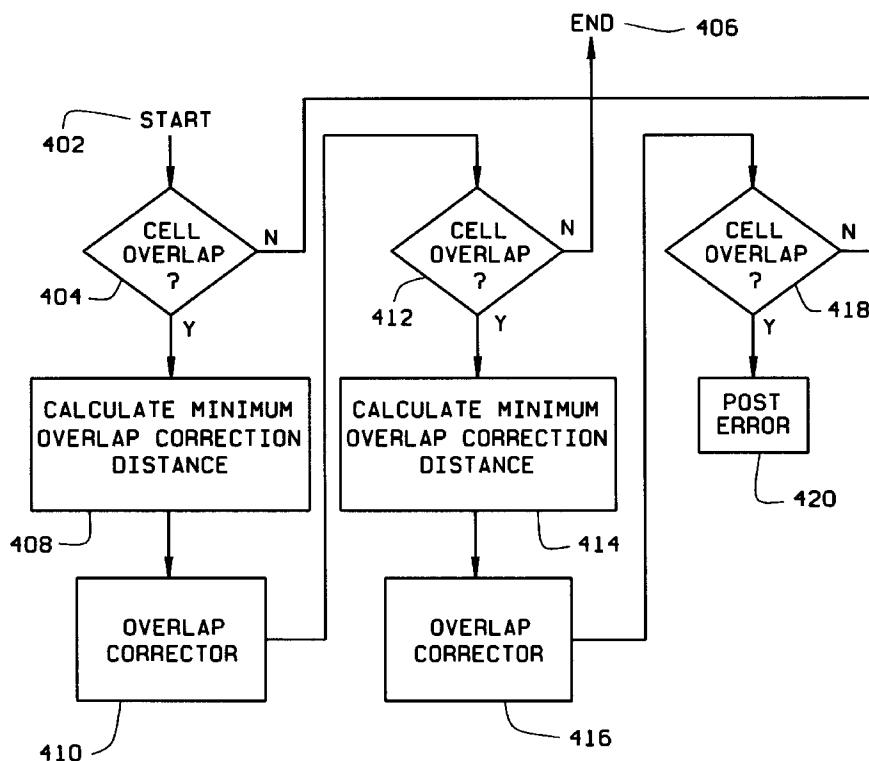 END
406
START
402
CELL
OVERLAP
?
N
404
Y
CELL
OVERLAP
?
N
412
Y
CELL
OVERLAP
?
N
418
Y
CALCULATE MINIMUM
OVERLAP CORRECTION
DISTANCE
408
CALCULATE MINIMUM
OVERLAP CORRECTION
DISTANCE
414
POST
ERROR
420
OVERLAP
CORRECTOR
410
OVERLAP
CORRECTOR
416